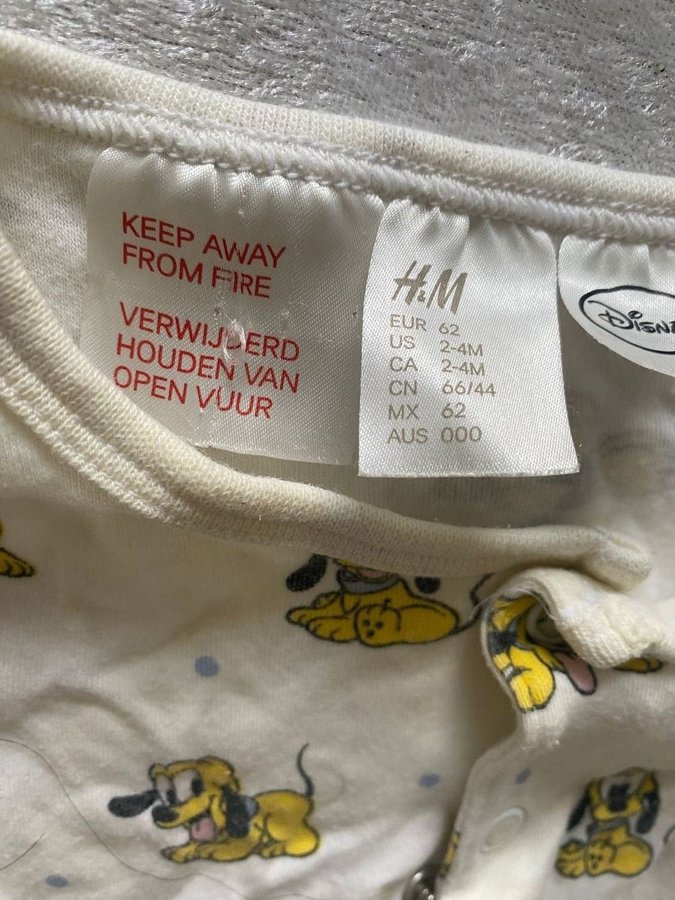 KEEP AWAY
FROM FIRE
VERWIJDERD
HOUDEN VAN
OPEN VUUR
H&M
EUR 62
US 2-4M
CA 2-4M
CN 66/44
MX 62
AUS 000